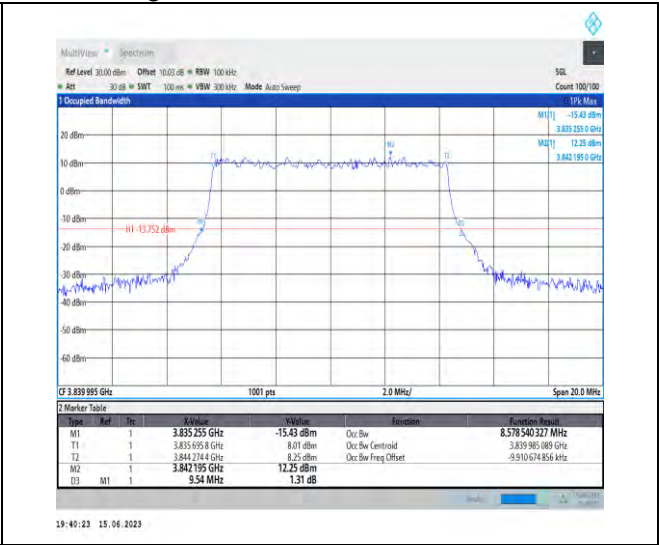 MultiView Spectrum
Ref Level 30.00 dBm Offset 10.03 dB RBW 100 kHz SGL
Att 30 dB SWT 100 ms VBW 300 kHz Mode Auto Sweep Count 100/100
1 Occupied Bandwidth 1Pk Max
M1[1] -15.43 dBm
3.835 255 0 GHz
M2[1] 12.25 dBm
3.842 195 0 GHz
20 dBm
M2
T1 T2
10 dBm
0 dBm
-10 dBm
M1 D3
H1 -13.752 dBm
-20 dBm
-30 dBm
-40 dBm
-50 dBm
-60 dBm
CF 3.839 995 GHz 1001 pts 2.0 MHz/ Span 20.0 MHz
2 Marker Table
Type Ref Trc X-Value Y-Value Function Function Result
M1 1 3.835 255 GHz -15.43 dBm Occ Bw 8.578 540 327 MHz
T1 1 3.835 695 8 GHz 8.01 dBm Occ Bw Centroid 3.839 985 089 GHz
T2 1 3.844 274 4 GHz 8.25 dBm Occ Bw Freq Offset -9.910 674 856 kHz
M2 1 3.842 195 GHz 12.25 dBm
D3 M1 1 9.54 MHz 1.31 dB
19:40:23 15.06.2023